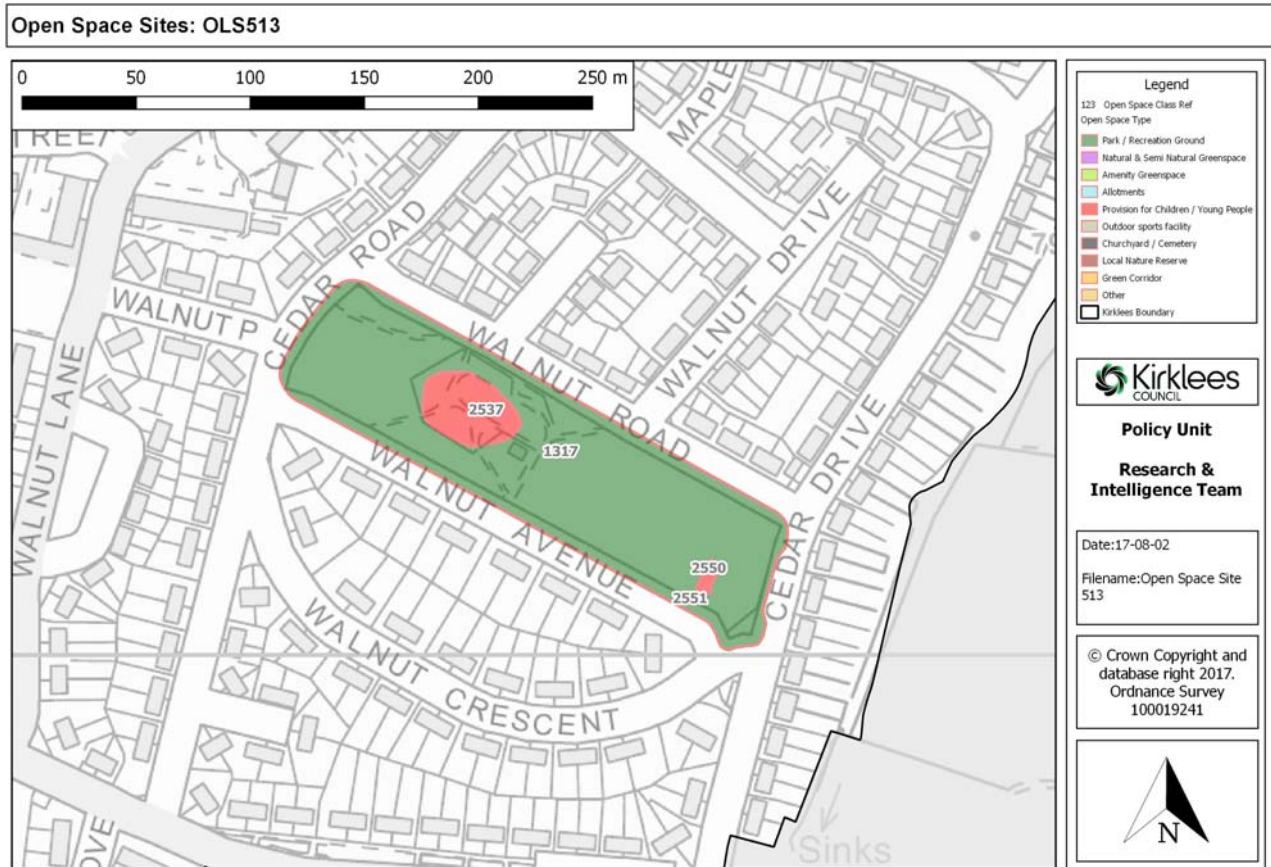 Open Space Sites: OLS513
0 50 100 150 200 250 m
MAPLE
CEDAR ROAD
WALNUT P
WALNUT LANE
WALNUT ROAD
WALNUT DRIVE
CEDAR DRIVE
2537
1317
WALNUT AVENUE
2550
2551
WALNUT CRESCENT
Sinks
Legend
123 Open Space Class Ref
Open Space Type
Park / Recreation Ground
Natural & Semi Natural Greenspace
Amenity Greenspace
Allotments
Provision for Children / Young People
Outdoor sports facility
Churchyard / Cemetery
Local Nature Reserve
Green Corridor
Other
Kirklees Boundary
Kirklees
COUNCIL
Policy Unit
Research &
Intelligence Team
Date:17-08-02
Filename:Open Space Site
513
© Crown Copyright and
database right 2017.
Ordnance Survey
100019241
N